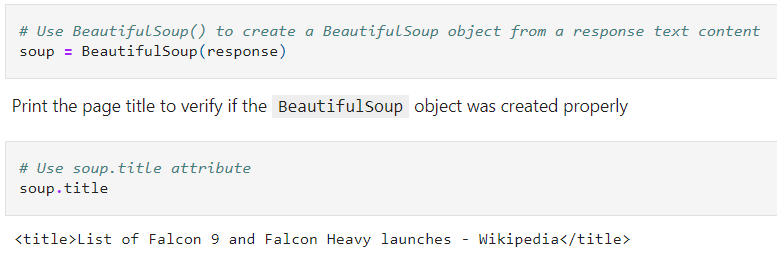 # Use BeautifulSoup() to create a BeautifulSoup object from a response text content
soup = BeautifulSoup(response)
Print the page title to verify if the BeautifulSoup object was created properly
# Use soup.title attribute
soup.title
<title>List of Falcon 9 and Falcon Heavy launches - Wikipedia</title>